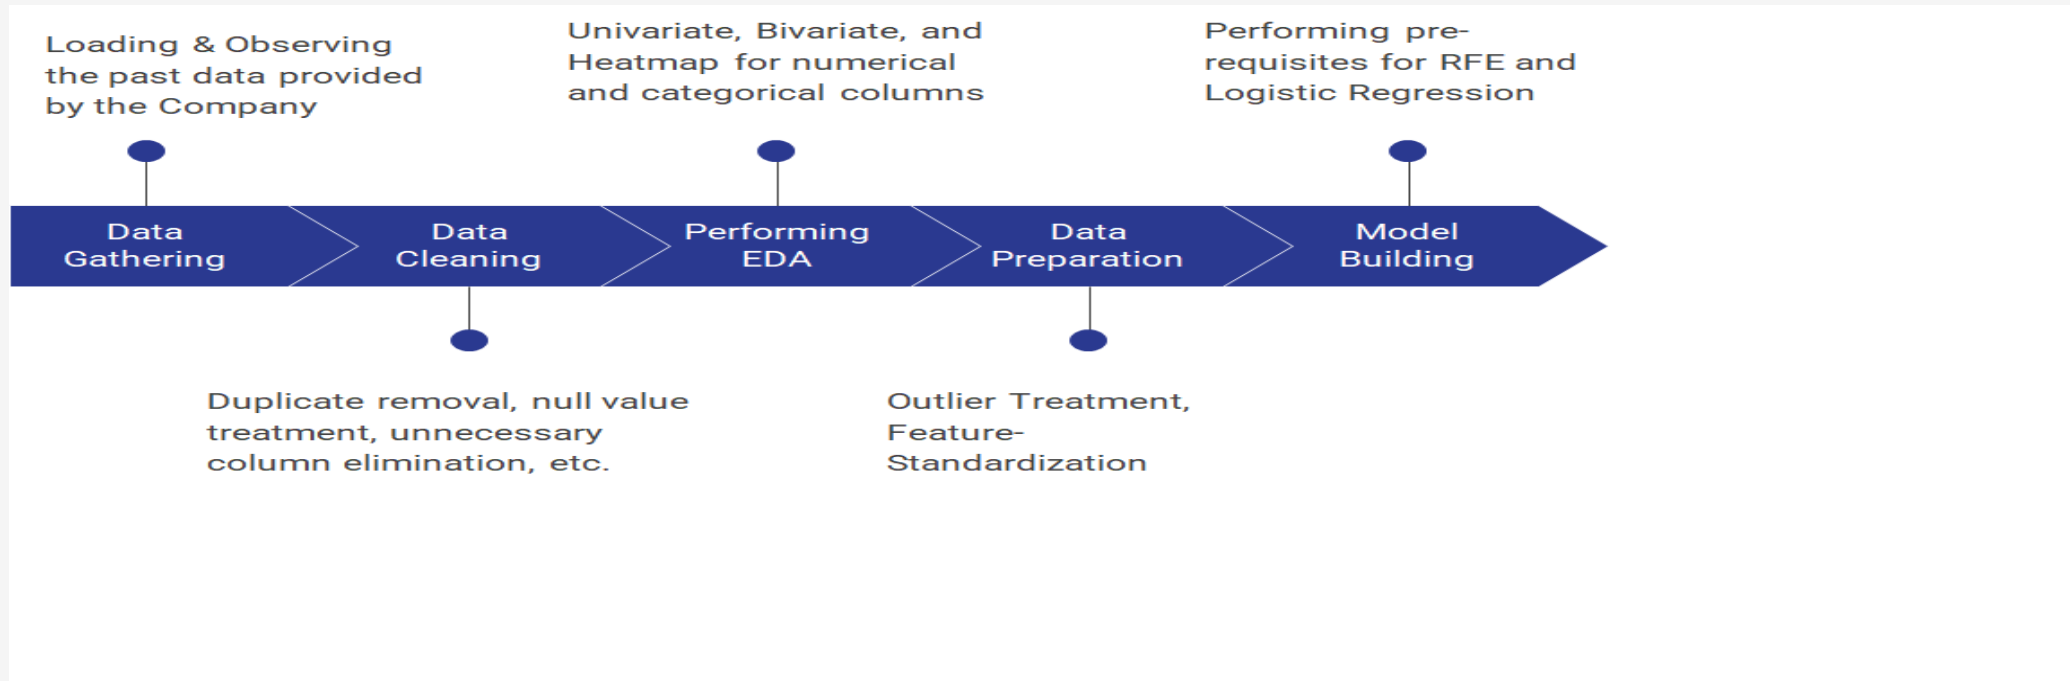 Loading & Observing
the past data provided
by the Company
Univariate, Bivariate, and
Heatmap for numerical
and categorical columns
Performing pre-
requisites for RFE and
Logistic Regression
Data
Gathering
Data
Cleaning
Performing
EDA
Data
Preparation
Model
Building
Duplicate removal, null value
treatment, unnecessary
column elimination, etc.
Outlier Treatment,
Feature-
Standardization